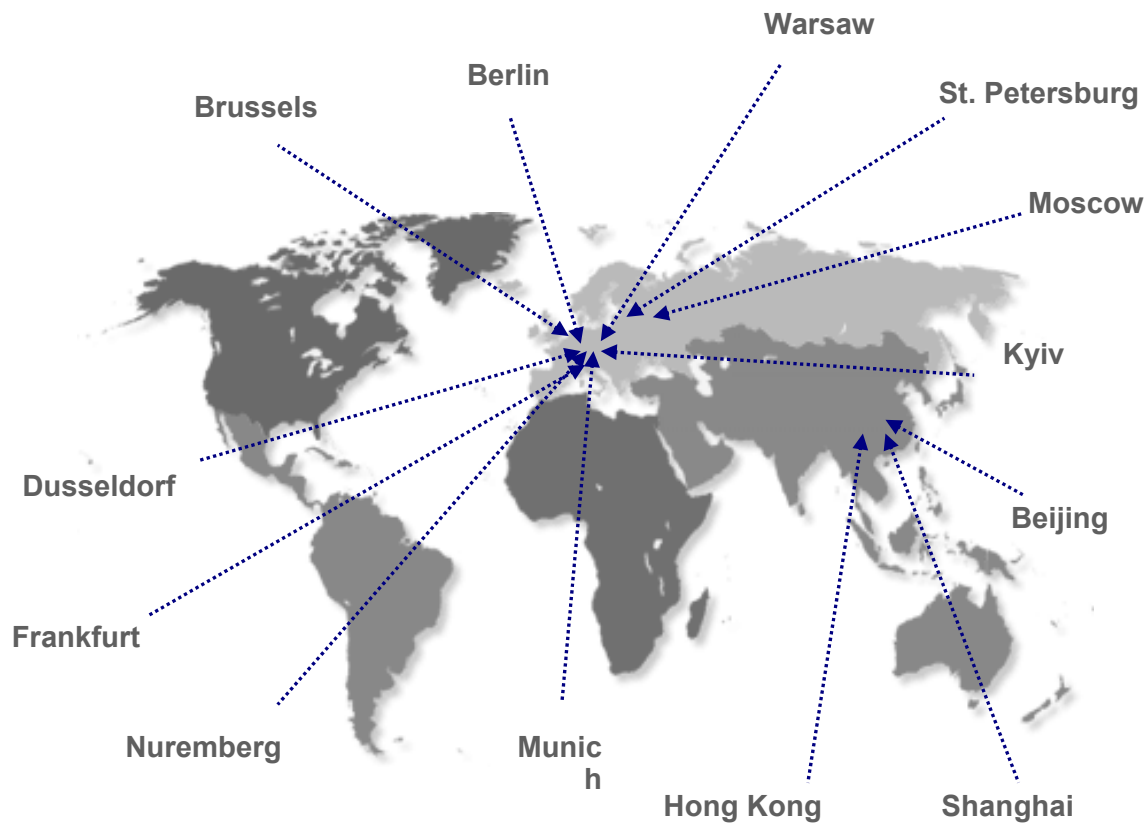 Warsaw
Berlin
St. Petersburg
Brussels
Moscow
Kyiv
Dusseldorf
Beijing
Frankfurt
Nuremberg
Munic
h
Hong Kong
Shanghai